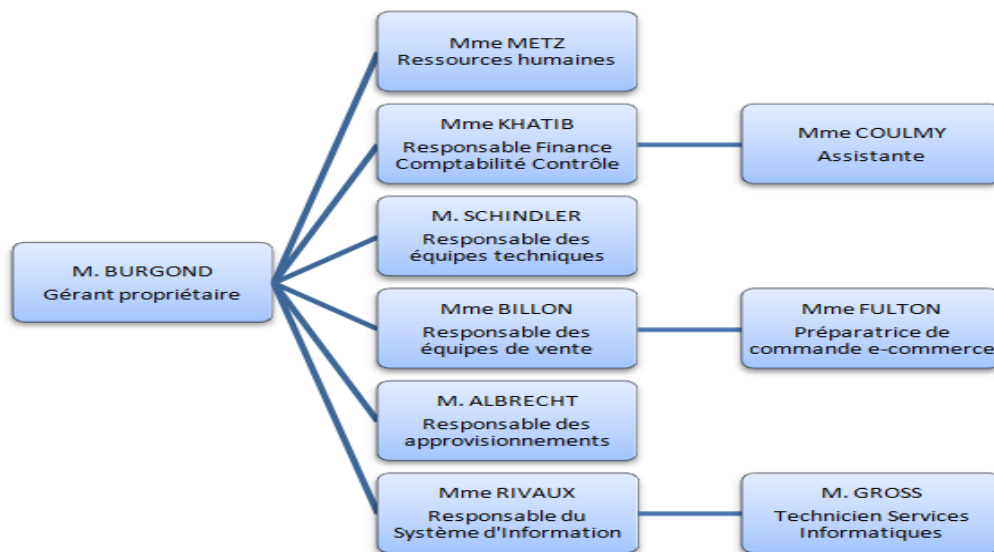 Mme METZ
Ressources humaines
Mme KHATIB
Responsable Finance
Comptabilité Contrôle
Mme COULMY
Assistante
M. SCHINDLER
Responsable des
équipes techniques
M. BURGOND
Gérant propriétaire
Mme BILLON
Responsable des
équipes de vente
Mme FULTON
Préparatrice de
commande e-commerce
M. ALBRECHT
Responsable des
approvisionnements
Mme RIVAUX
Responsable du
Système d'Information
M. GROSS
Technicien Services
Informatiques